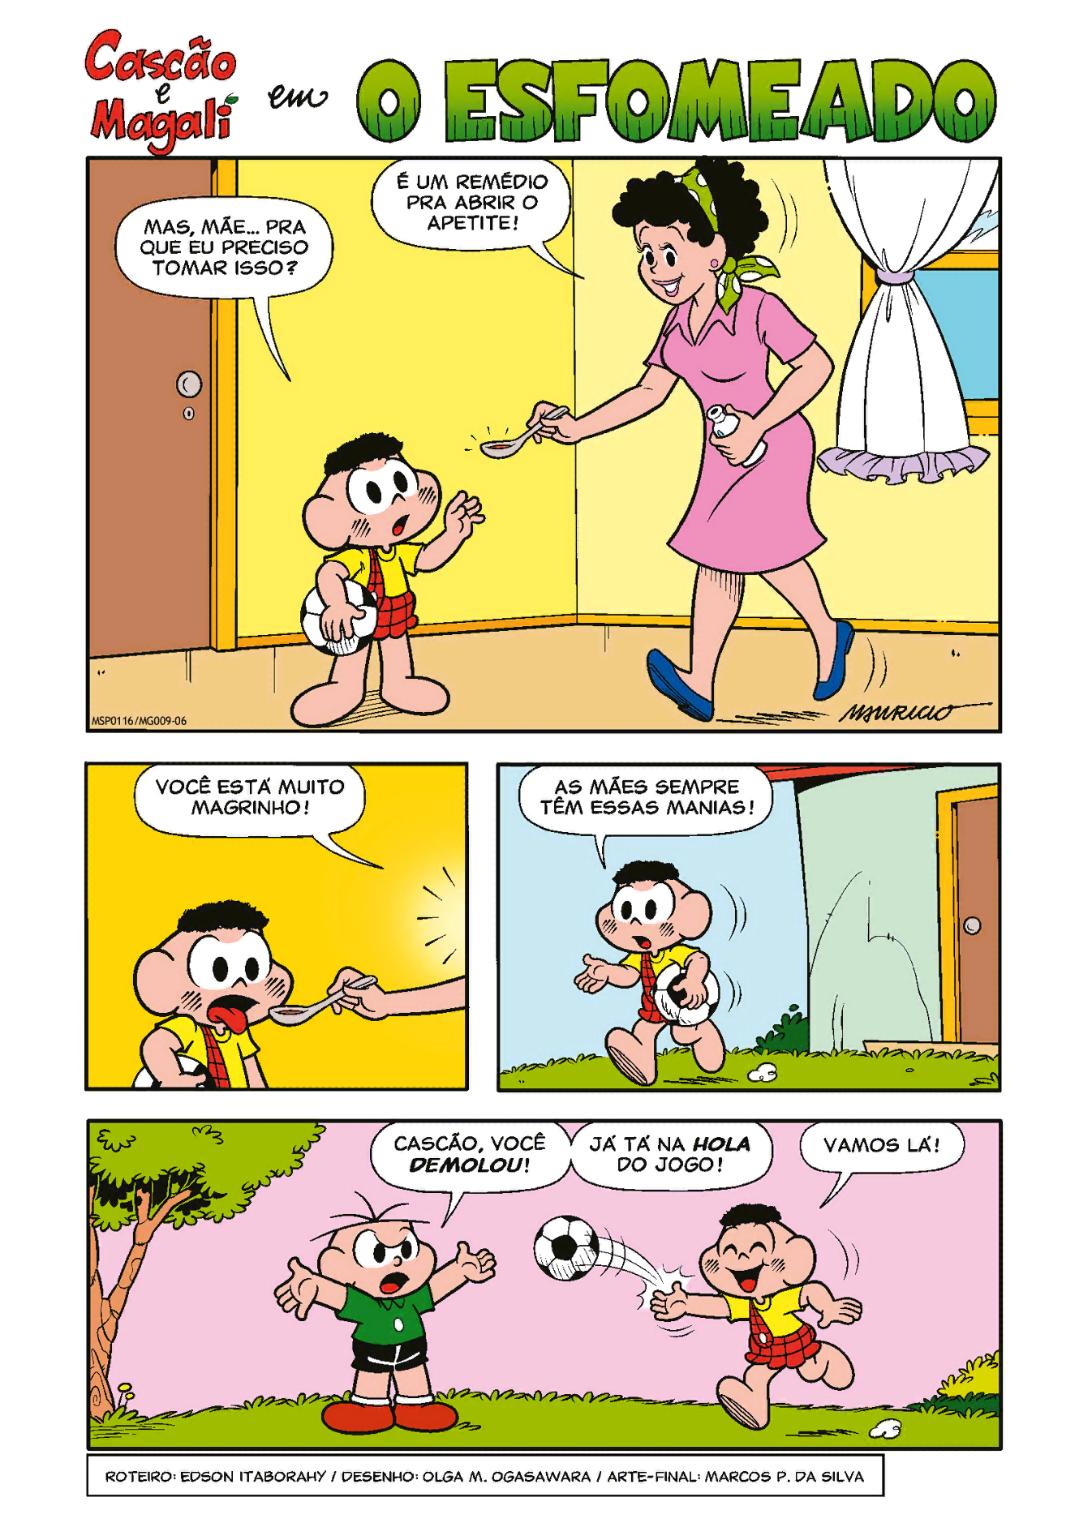 Cascão
e
Magali
em
O ESFOMEADO
MAS, MÃE... PRA
QUE EU PRECISO
TOMAR ISSO?
É UM REMÉDIO
PRA ABRIR O
APETITE!
MSP0116/MG009-06
MAURICIO
VOCÊ ESTÁ MUITO
MAGRINHO!
AS MÃES SEMPRE
TÊM ESSAS MANIAS!
CASCÃO, VOCÊ
DEMOLOU!
JÁ TÁ NA HOLA
DO JOGO!
VAMOS LÁ!
ROTEIRO: EDSON ITABORAHY / DESENHO: OLGA M. OGASAWARA / ARTE-FINAL: MARCOS P. DA SILVA